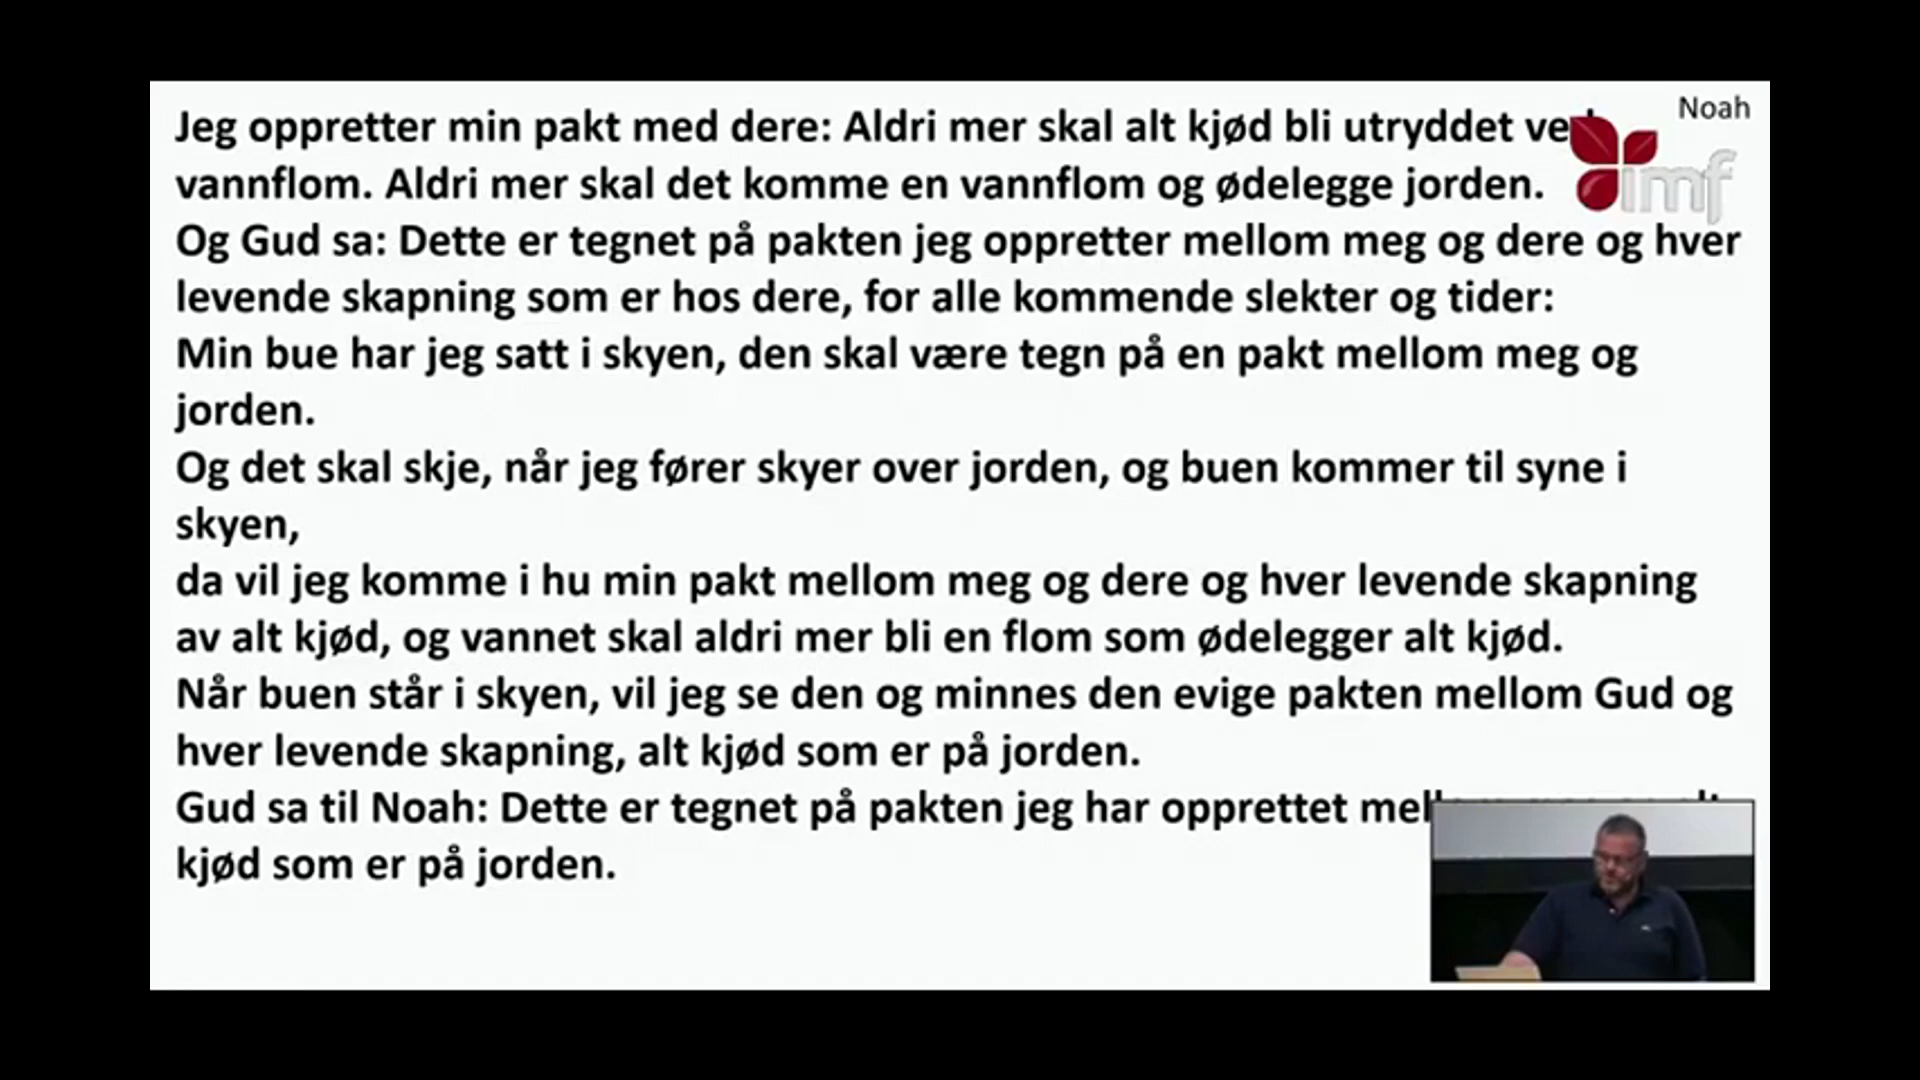 Noah
Jeg oppretter min pakt med dere: Aldri mer skal alt kjød bli utryddet ved
imf
vannflom. Aldri mer skal det komme en vannflom og ødelegge jorden.
Og Gud sa: Dette er tegnet på pakten jeg oppretter mellom meg og dere og hver
levende skapning som er hos dere, for alle kommende slekter og tider:
Min bue har jeg satt i skyen, den skal være tegn på en pakt mellom meg og
jorden.
Og det skal skje, når jeg fører skyer over jorden, og buen kommer til syne i
skyen,
da vil jeg komme i hu min pakt mellom meg og dere og hver levende skapning
av alt kjød, og vannet skal aldri mer bli en flom som ødelegger alt kjød.
Når buen står i skyen, vil jeg se den og minnes den evige pakten mellom Gud og
hver levende skapning, alt kjød som er på jorden.
Gud sa til Noah: Dette er tegnet på pakten jeg har opprettet
kjød som er på jorden.